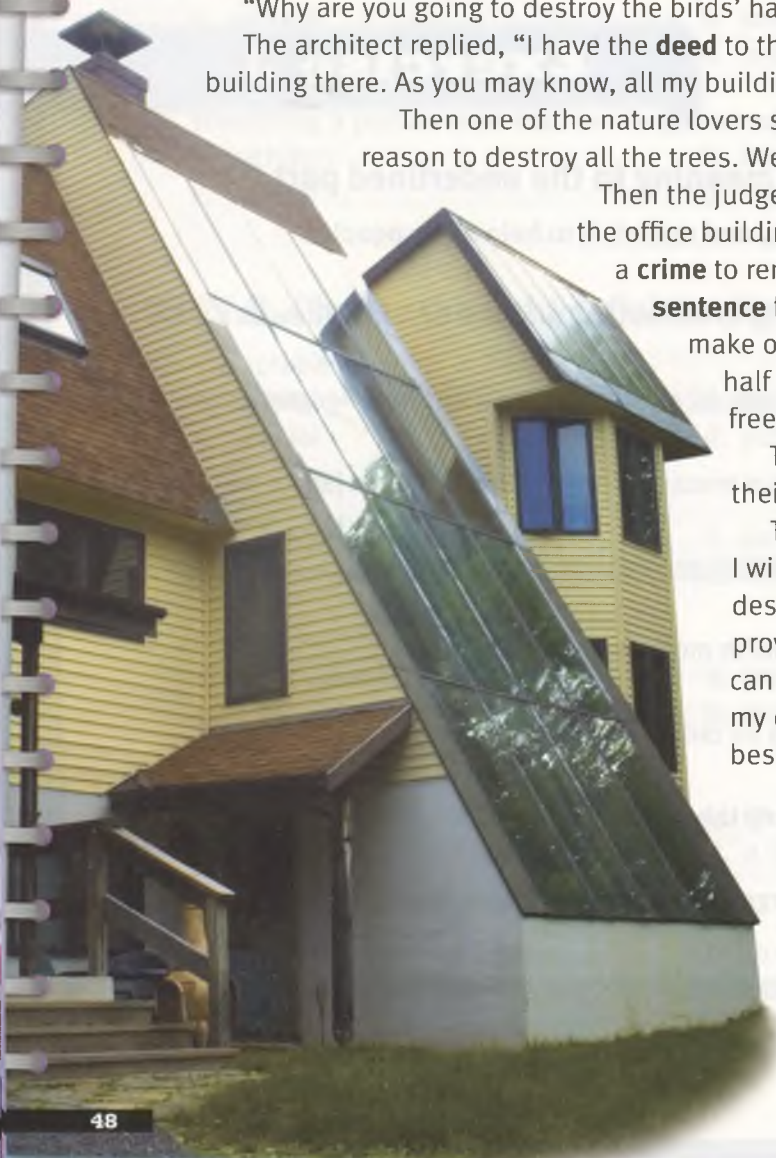 "Why are you going to destroy the birds' ha
The architect replied, "I have the deed to th
building there. As you may know, all my buildi
Then one of the nature lovers s
reason to destroy all the trees. We
Then the judge
the office buildin
a crime to ren
sentence
make o
half
free
T
their
I wi
des
prov
can
my
bes
48